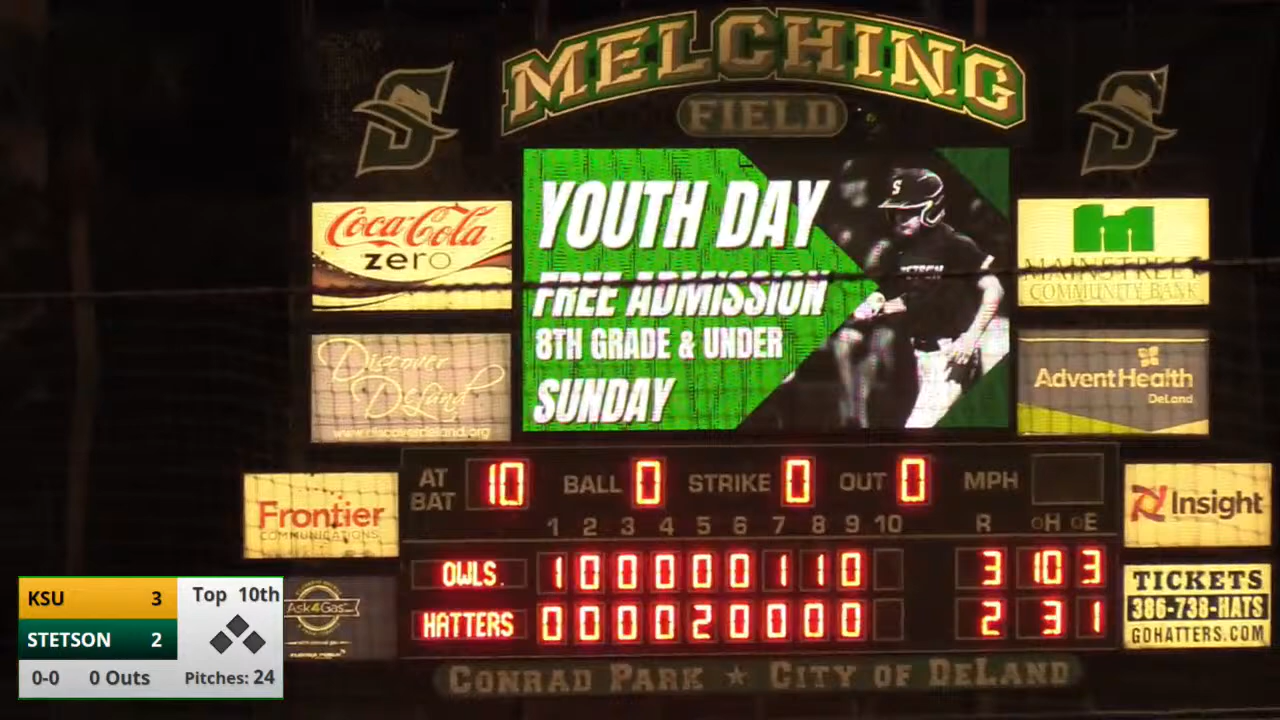 MELCHING
FIELD
S
S
Coca-Cola
zero
YOUTH DAY
FREE ADMISSION
8TH GRADE & UNDER
SUNDAY
S
STETSON
MAINSTREET
COMMUNITY BANK
Discover
DeLand
www.discoverdeland.org
AdventHealth
DeLand
AT BAT 10 BALL 0 STRIKE 0 OUT 0 MPH
1 2 3 4 5 6 7 8 9 10 R H E
OWLS. 1 0 0 0 0 0 1 1 0 3 10 3
HATTERS 0 0 0 0 2 0 0 0 0 2 3 1
Frontier
COMMUNICATIONS
Insight
Ask4Gas
TICKETS
386-738-HATS
GOHATTERS.COM
CONRAD PARK ★ CITY OF DELAND
KSU 3 Top 10th
STETSON 2
0-0 0 Outs Pitches: 24